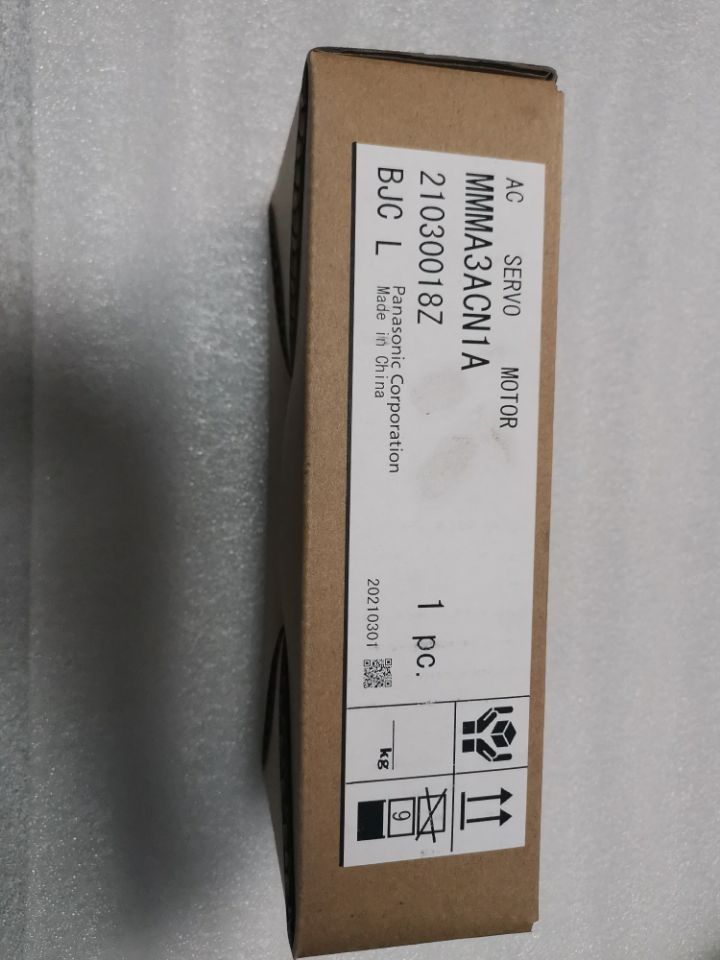 AC SERVO MOTOR
MMMA3ACN1A
21030018Z
1 pc.
BJC L
Panasonic Corporation
Made in China
20210301
kg
9